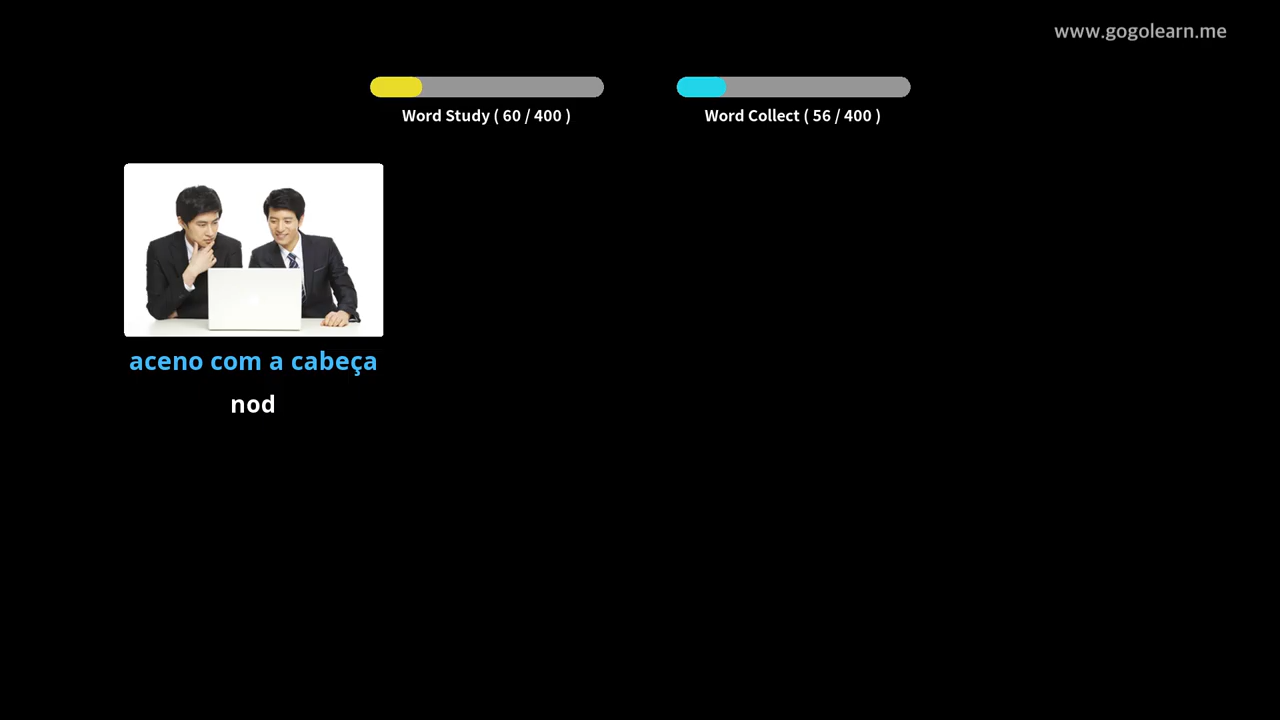 www.gogolearn.me
Word Study ( 60 / 400 )
Word Collect ( 56 / 400 )
aceno com a cabeça
nod